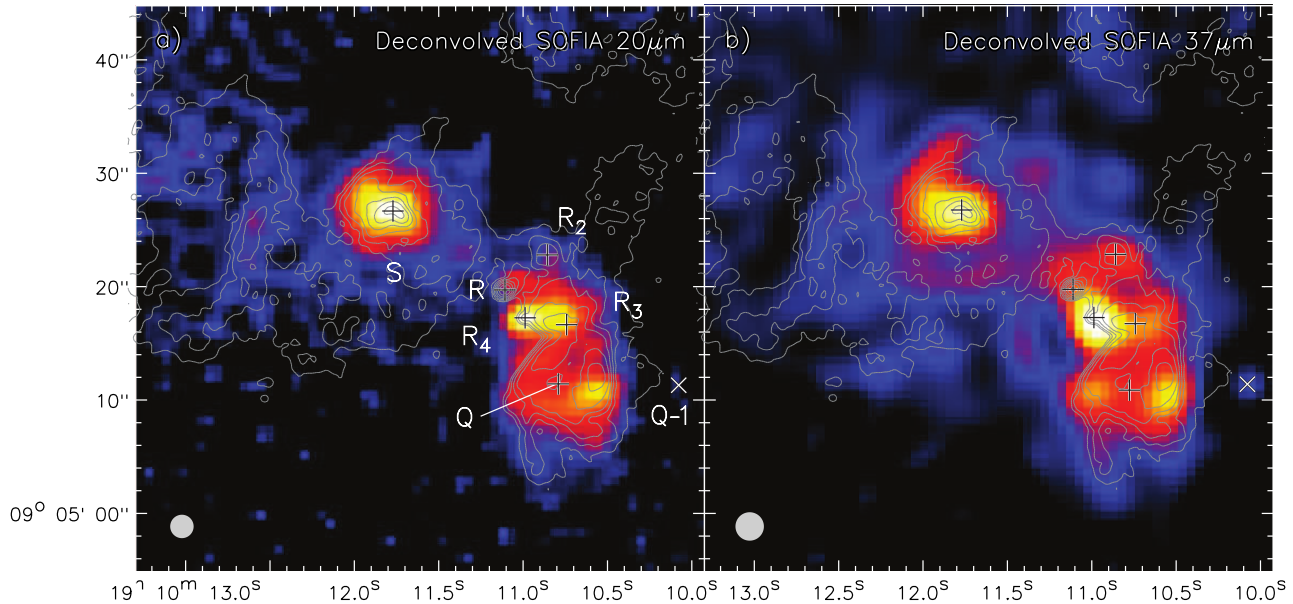 a) Deconvolved SOFIA 20μm
b) Deconvolved SOFIA 37μm
40''
30''
R₂
S
20''
R
R₃
R₄
10''
Q
Q-1
09° 05' 00''
19ʰ 10ᵐ 13.0ˢ 12.0ˢ 11.5ˢ 11.0ˢ 10.5ˢ 10.0ˢ 13.0ˢ 12.5ˢ 12.0ˢ 11.5ˢ 11.0ˢ 10.5ˢ 10.0ˢ